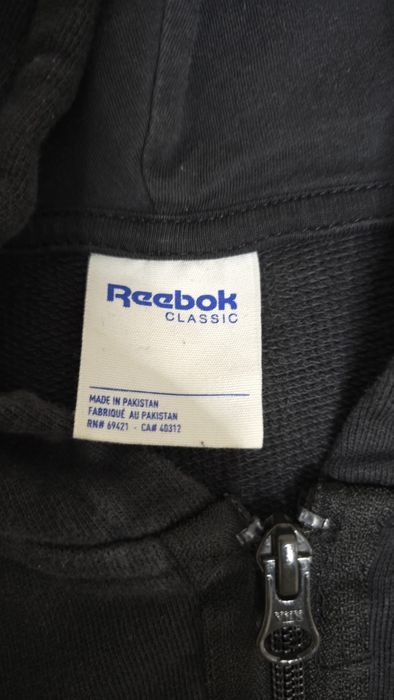 Reebok
CLASSIC
MADE IN PAKISTAN
FABRIQUÉ AU PAKISTAN
RN# 69421 - CA# 40312